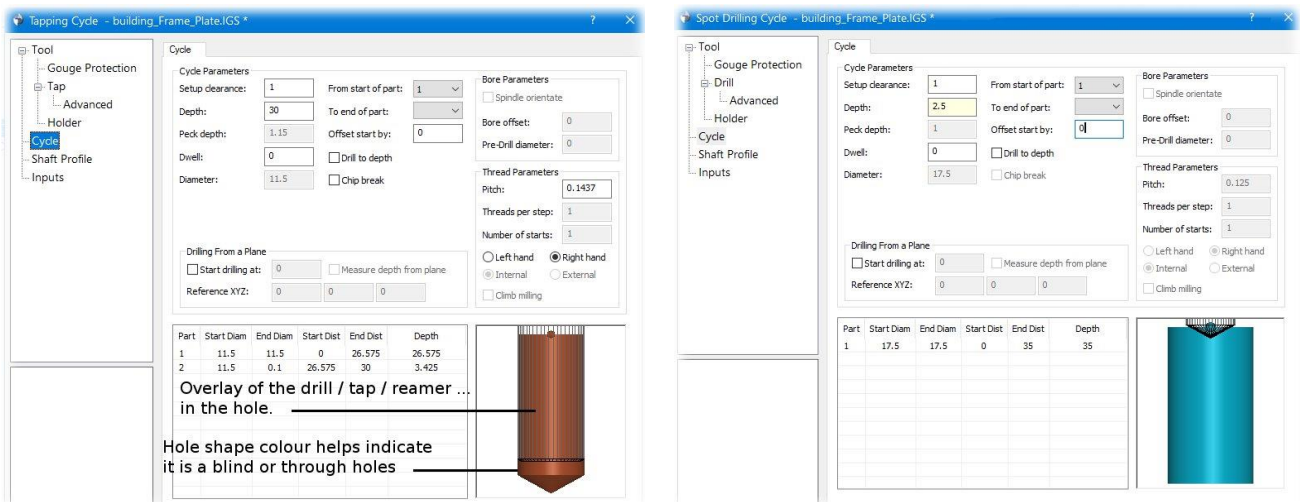 Tapping Cycle - building_Frame_Plate.IGS *
?
Tool
Gouge Protection
Tap
Advanced
Holder
Cycle
Shaft Profile
Inputs
Cycle
Cycle Parameters
Setup clearance: 1 From start of part: 1
Depth: 30 To end of part:
Peck depth: 1.15 Offset start by: 0
Dwell: 0 Drill to depth
Diameter: 11.5 Chip break
Drilling From a Plane
Start drilling at: 0 Measure depth from plane
Reference XYZ: 0 0 0
Bore Parameters
Spindle orientate
Bore offset: 0
Pre-Drill diameter: 0
Thread Parameters
Pitch: 0.1437
Threads per step: 1
Number of starts: 1
Left hand Right hand
Internal External
Climb milling
Part Start Diam End Diam Start Dist End Dist Depth
1 11.5 11.5 0 26.575 26.575
2 11.5 0.1 26.575 30 3.425
Overlay of the drill / tap / reamer ...
in the hole.
Hole shape colour helps indicate
it is a blind or through holes
Spot Drilling Cycle - building_Frame_Plate.IGS *
?
Tool
Gouge Protection
Drill
Advanced
Holder
Cycle
Shaft Profile
Inputs
Cycle
Cycle Parameters
Setup clearance: 1 From start of part: 1
Depth: 2.5 To end of part:
Peck depth: 1 Offset start by: 0
Dwell: 0 Drill to depth
Diameter: 17.5 Chip break
Drilling From a Plane
Start drilling at: 0 Measure depth from plane
Reference XYZ: 0 0 0
Bore Parameters
Spindle orientate
Bore offset: 0
Pre-Drill diameter: 0
Thread Parameters
Pitch: 0.125
Threads per step: 1
Number of starts: 1
Left hand Right hand
Internal External
Climb milling
Part Start Diam End Diam Start Dist End Dist Depth
1 17.5 17.5 0 35 35